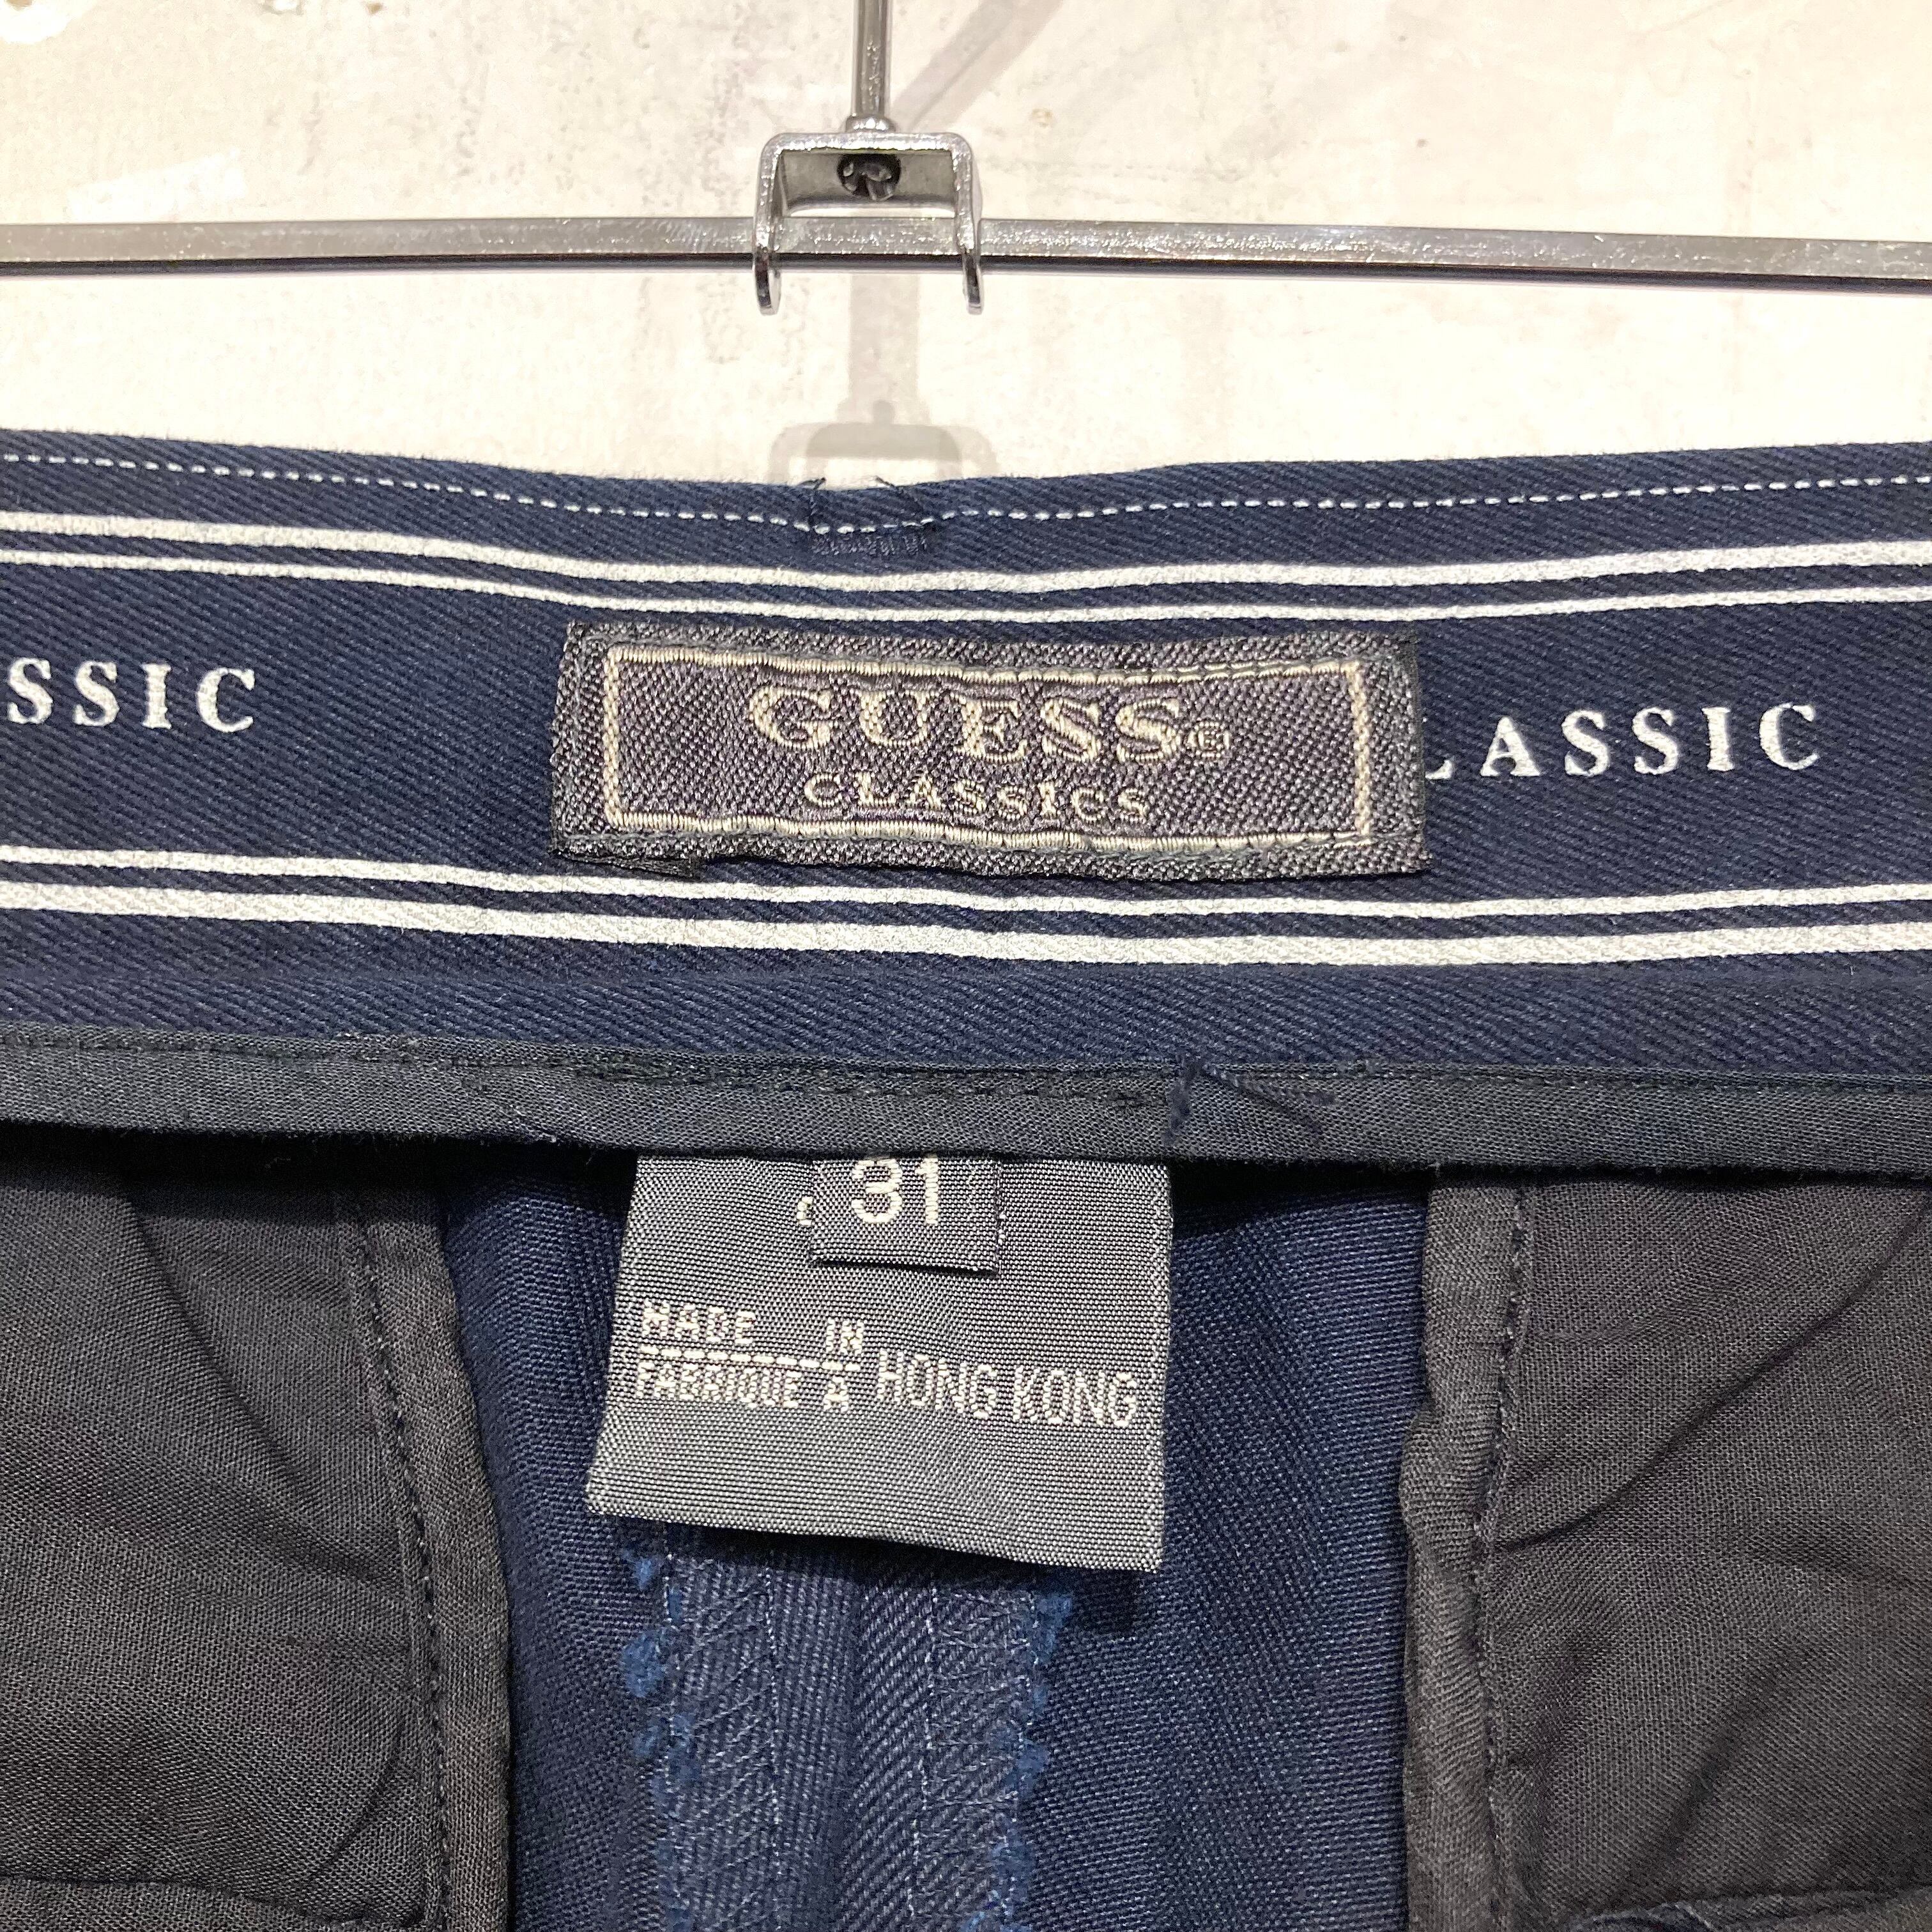 SSIC
GUESS®
CLASSICS
LASSIC
31
MADE IN
FABRIQUE A
HONG KONG